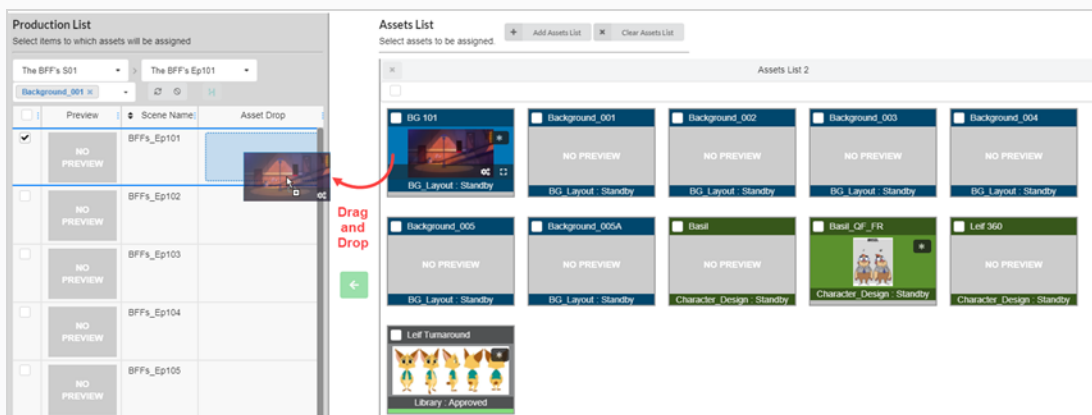 Production List
Select items to which assets will be assigned
The BFF's S01
The BFF's Ep101
Background_001 ×
Preview
Scene Name
Asset Drop
NO PREVIEW
BFFs_Ep101
NO PREVIEW
BFFs_Ep102
NO PREVIEW
BFFs_Ep103
NO PREVIEW
BFFs_Ep104
NO PREVIEW
BFFs_Ep105
Drag
and
Drop
Assets List
Select assets to be assigned.
+ Add Assets List
× Clear Assets List
Assets List 2
BG 101
BG_Layout : Standby
Background_001
NO PREVIEW
BG_Layout : Standby
Background_002
NO PREVIEW
BG_Layout : Standby
Background_003
NO PREVIEW
BG_Layout : Standby
Background_004
NO PREVIEW
BG_Layout : Standby
Background_005
NO PREVIEW
BG_Layout : Standby
Background_005A
NO PREVIEW
BG_Layout : Standby
Basil
NO PREVIEW
Character_Design : Standby
Basil_QF_FR
Character_Design : Standby
Leif 360
NO PREVIEW
Character_Design : Standby
Leif Turnaround
Library : Approved